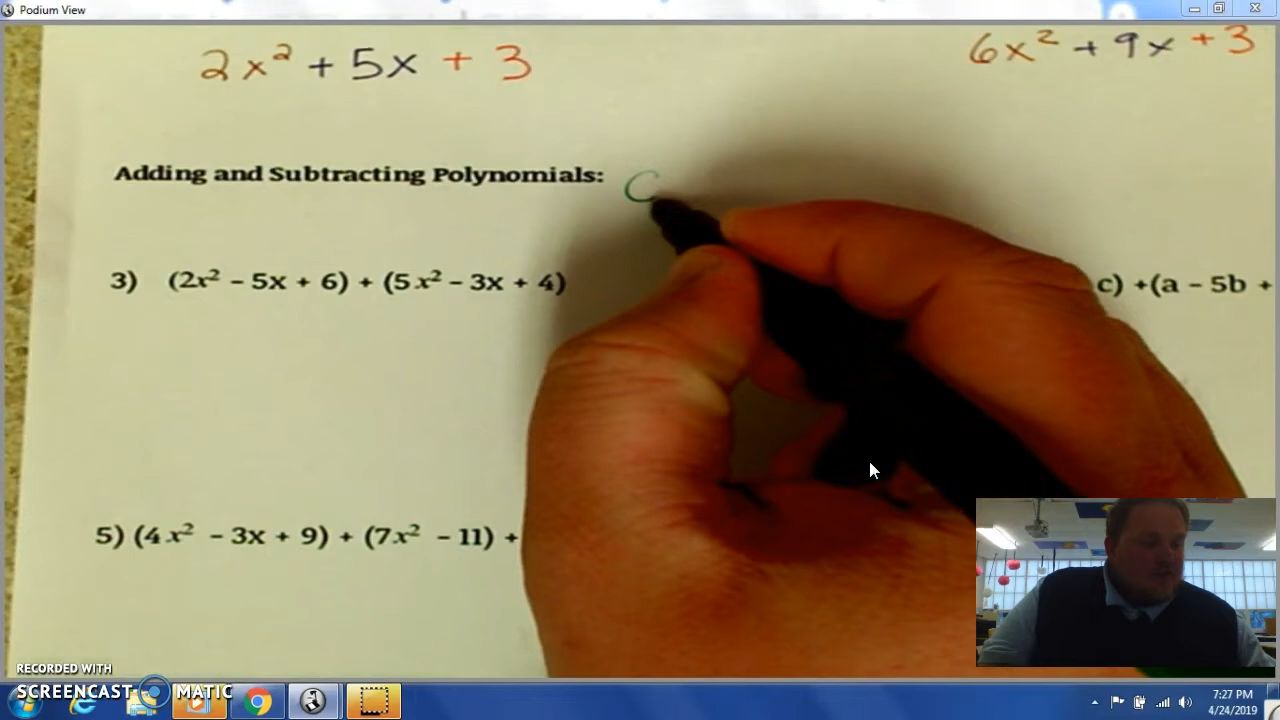 Podium View
2x² + 5x + 3
6x² + 9x + 3
Adding and Subtracting Polynomials: C
3) (2x² – 5x + 6) + (5x² – 3x + 4)
c) +(a – 5b +
5) (4x² – 3x + 9) + (7x² – 11) +
RECORDED WITH
SCREENCAST MATIC
7:27 PM
4/24/2019